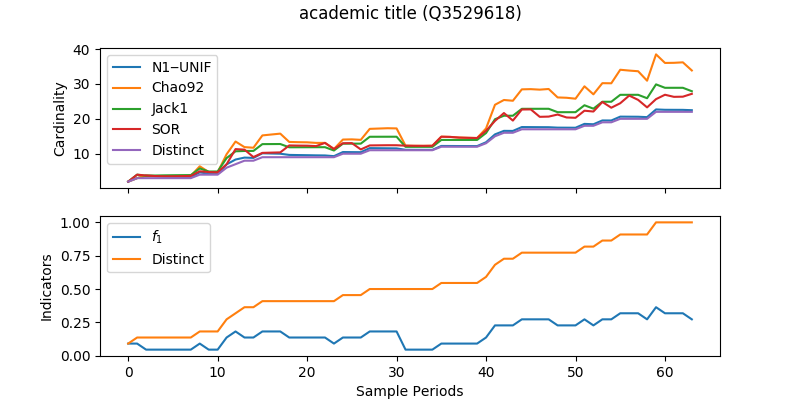 academic title (Q3529618)
Cardinality
40
30
20
10
N1−UNIF
Chao92
Jack1
SOR
Distinct
Indicators
1.00
0.75
0.50
0.25
0.00
f1
Distinct
0 10 20 30 40 50 60
Sample Periods